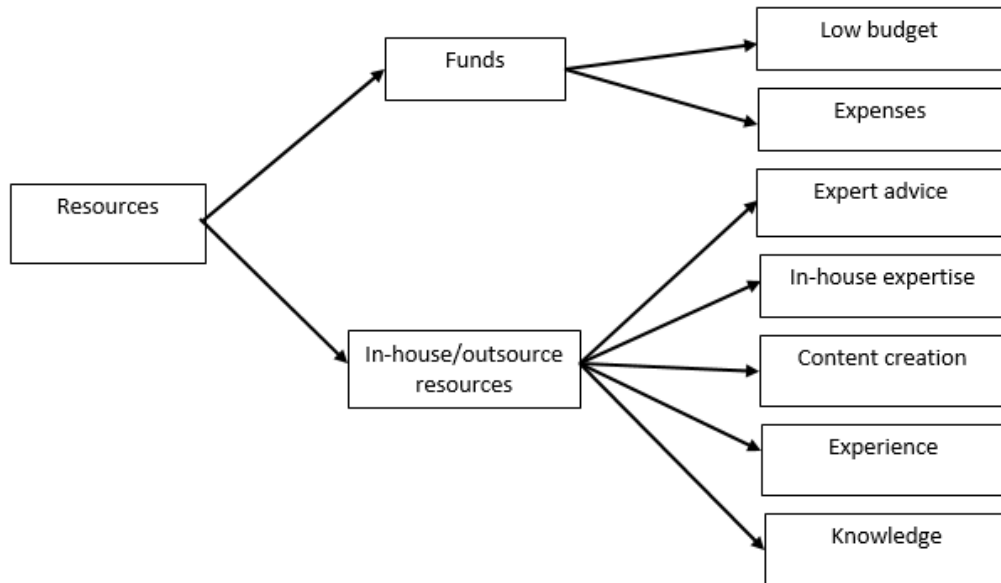 Resources
Funds
In-house/outsource
resources
Low budget
Expenses
Expert advice
In-house expertise
Content creation
Experience
Knowledge